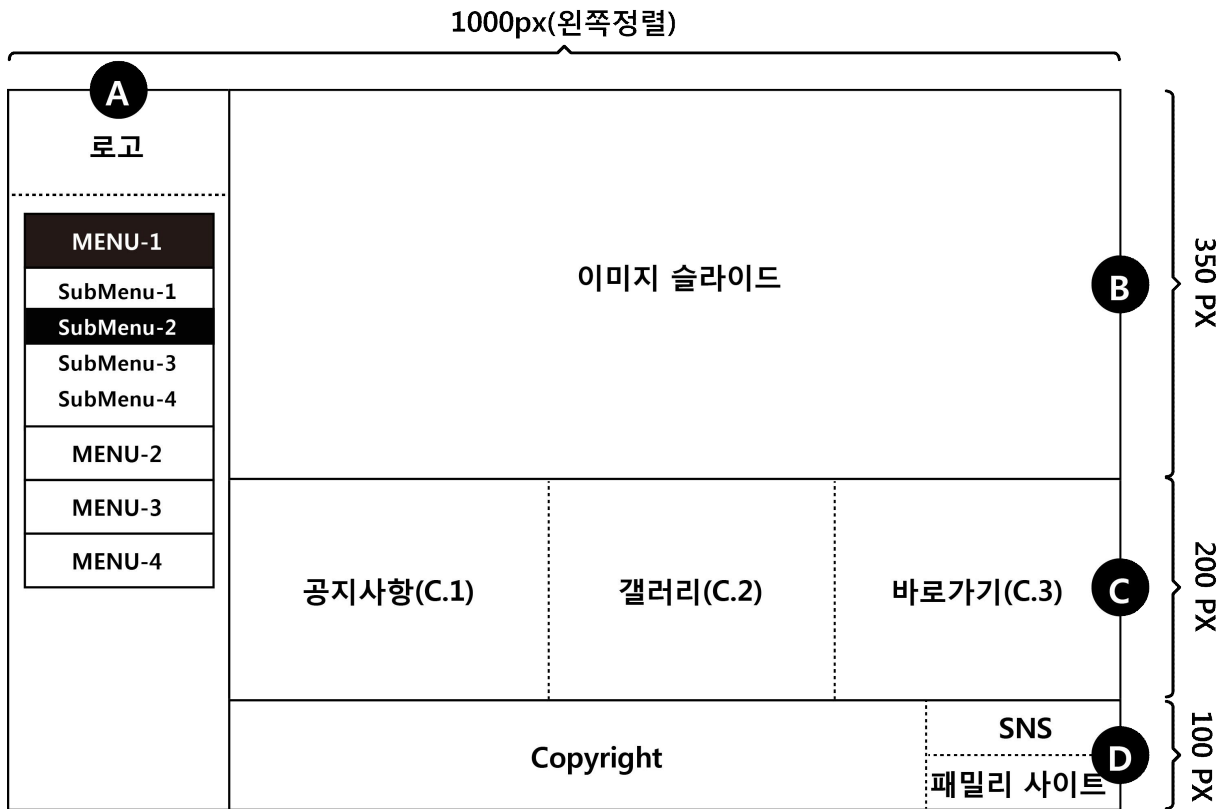 1000px(왼쪽정렬)
A
로고
MENU-1
SubMenu-1
SubMenu-2
SubMenu-3
SubMenu-4
MENU-2
MENU-3
MENU-4
이미지 슬라이드
B
350 PX
공지사항(C.1)
갤러리(C.2)
바로가기(C.3)
C
200 PX
Copyright
SNS
패밀리 사이트
D
100 PX